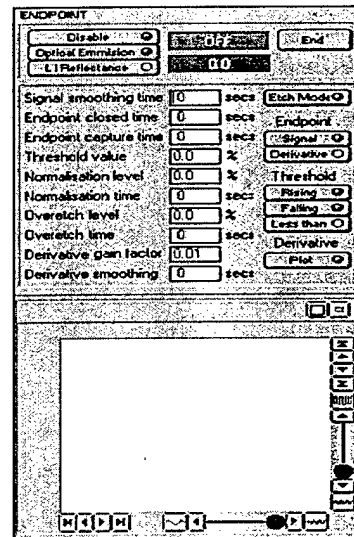 ENDPOINT
Disable
Optical Emmision
L1 Reflectance
OFF
0.0
End
Signal smoothing time 0 secs
Endpoint closed time 0 secs
Endpoint capture time 0 secs
Threshold value 0.0 %
Normalisation level 0.0 %
Normalisation time 0 secs
Overetch level 0.0 %
Overetch time 0 secs
Derivative gain factor 0.01
Derivative smoothing 0 secs
Etch Mode
Endpoint
Signal
Derivative
Threshold
Rising
Falling
Less than
Derivative
Plot